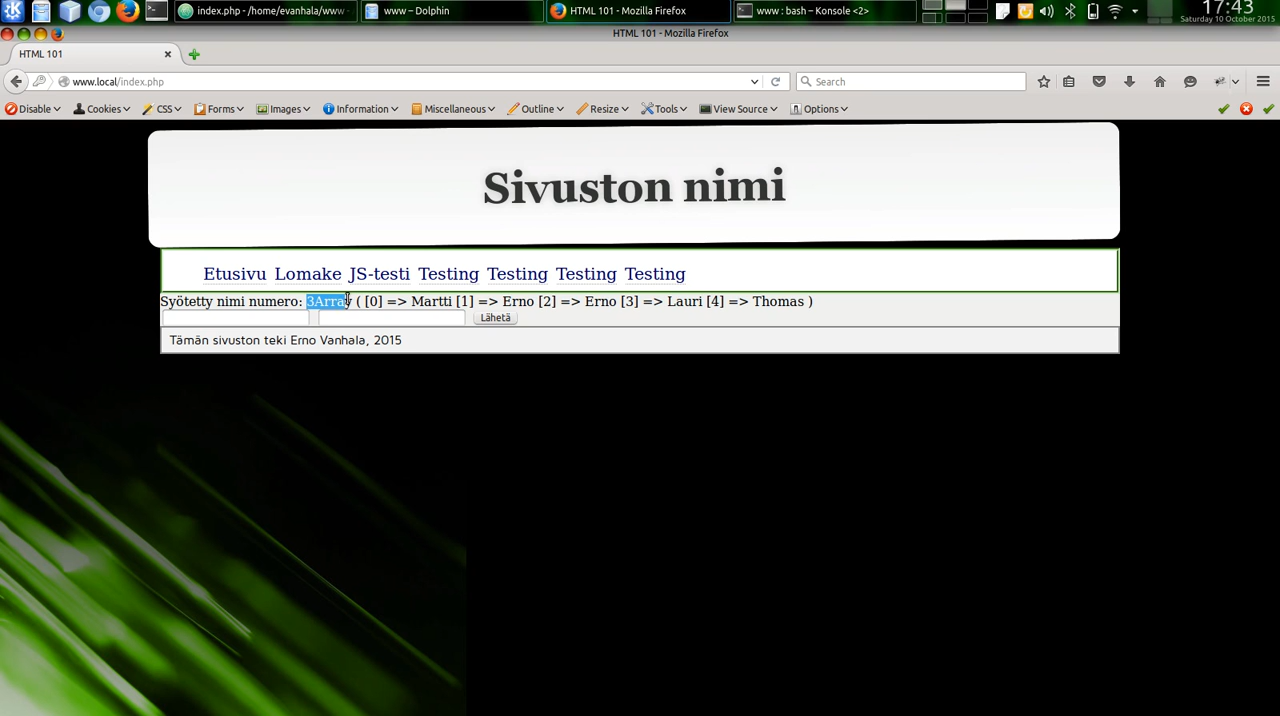 index.php - /home/evanhala/www -
www – Dolphin
HTML 101 - Mozilla Firefox
www : bash – Konsole <2>
17:43
Saturday 10 October 2015
HTML 101 - Mozilla Firefox
HTML 101
www.local/index.php
Search
Disable Cookies CSS Forms Images Information Miscellaneous Outline Resize Tools View Source Options
Sivuston nimi
Etusivu Lomake JS-testi Testing Testing Testing Testing
Syötetty nimi numero: 3Array ( [0] => Martti [1] => Erno [2] => Erno [3] => Lauri [4] => Thomas )
Lähetä
Tämän sivuston teki Erno Vanhala, 2015